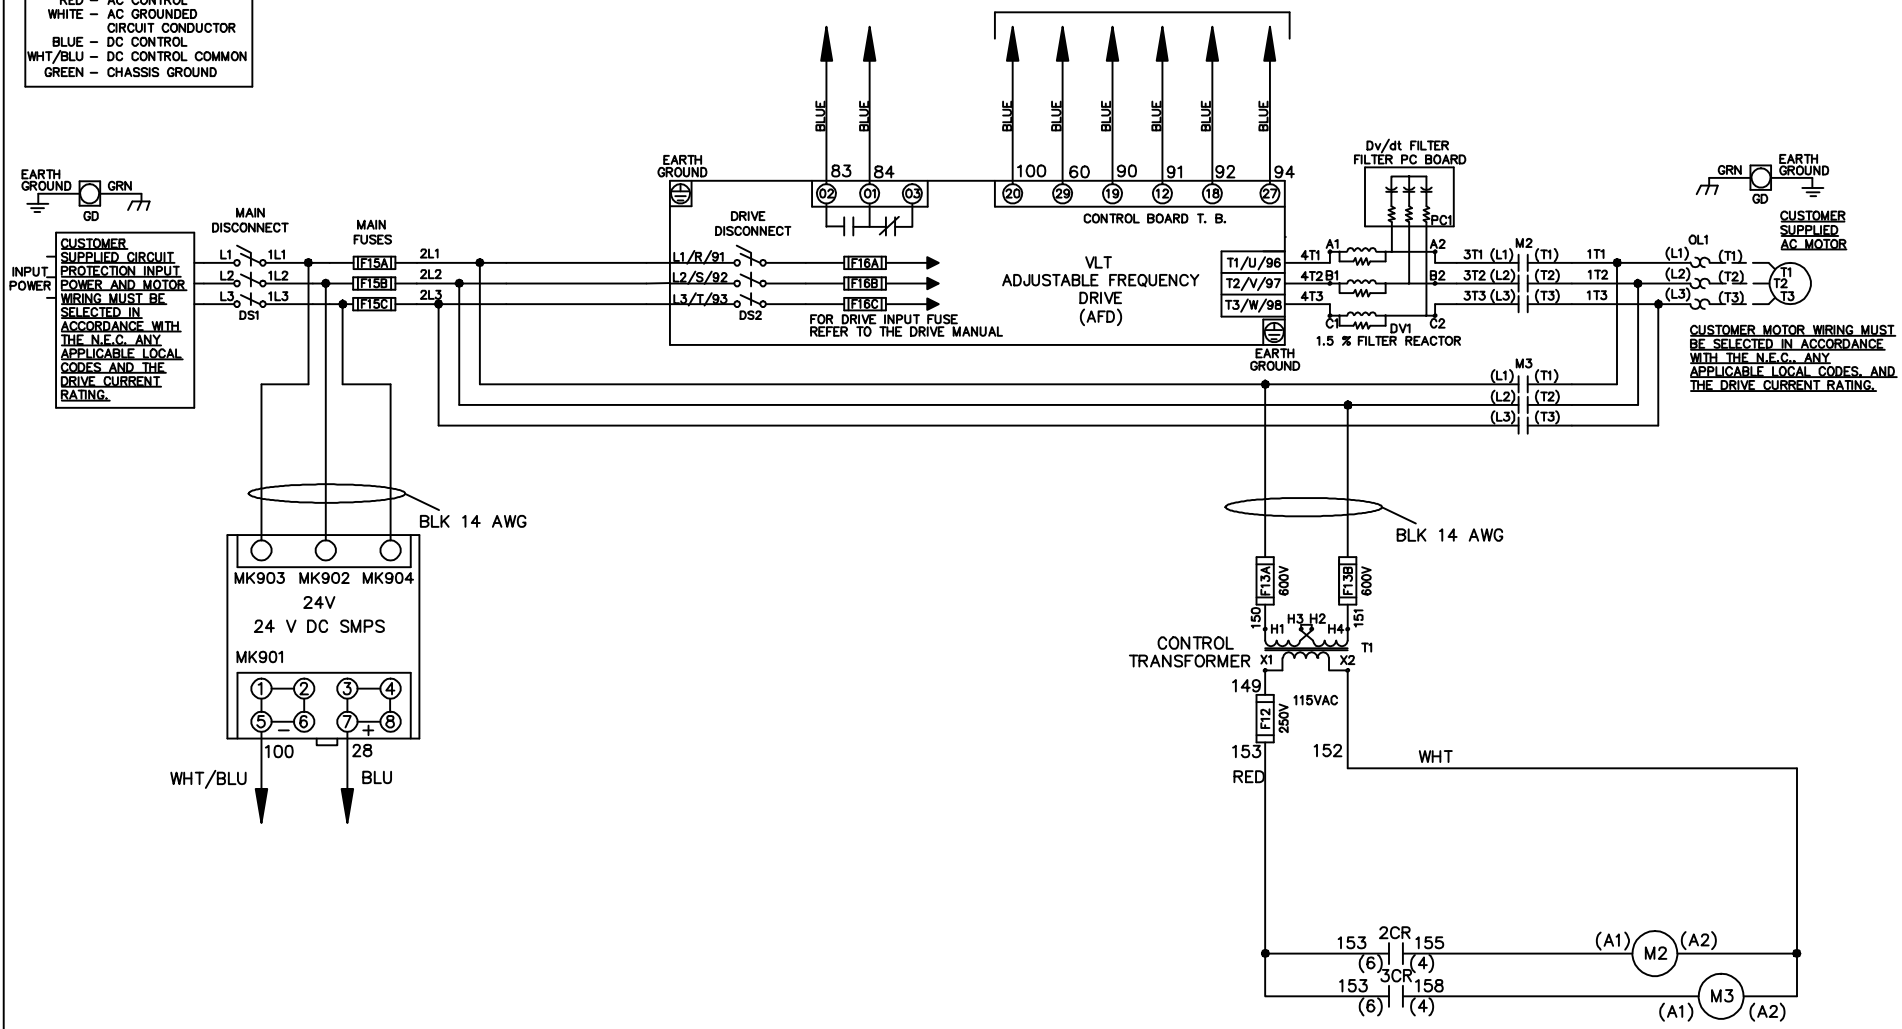 RED – AC CONTROL
WHITE – AC GROUNDED
CIRCUIT CONDUCTOR
BLUE – DC CONTROL
WHT/BLU – DC CONTROL COMMON
GREEN – CHASSIS GROUND
BLUE
BLUE
BLUE
BLUE
BLUE
BLUE
BLUE
BLUE
EARTH
GROUND
GRN
GD
MAIN
DISCONNECT
MAIN
FUSES
CUSTOMER
SUPPLIED CIRCUIT
PROTECTION INPUT
POWER AND MOTOR
WIRING MUST BE
SELECTED IN
ACCORDANCE WITH
THE N.E.C. ANY
APPLICABLE LOCAL
CODES AND THE
DRIVE CURRENT
RATING.
INPUT
POWER
L1 1L1
L2 1L2
L3 1L3
DS1
F15A
F15B
F15C
2L1
2L2
2L3
EARTH
GROUND
83 84
02 01 03
DRIVE
DISCONNECT
L1/R/91
L2/S/92
L3/T/93
DS2
F16A
F16B
F16C
FOR DRIVE INPUT FUSE
REFER TO THE DRIVE MANUAL
100 60 90 91 92 94
20 29 19 12 18 27
CONTROL BOARD T. B.
VLT
ADJUSTABLE FREQUENCY
DRIVE
(AFD)
T1/U/96
T2/V/97
T3/W/98
EARTH
GROUND
Dv/dt FILTER
FILTER PC BOARD
PC1
4T1 A1 A2
4T2 B1 B2
4T3
C1 DV1 C2
1.5 % FILTER REACTOR
M2
3T1 (L1) (T1) 1T1
3T2 (L2) (T2) 1T2
3T3 (L3) (T3) 1T3
OL1
(L1) (T1)
(L2) (T2)
(L3) (T3)
T1
T2
T3
GRN
EARTH
GROUND
GD
CUSTOMER
SUPPLIED
AC MOTOR
CUSTOMER MOTOR WIRING MUST
BE SELECTED IN ACCORDANCE
WITH THE N.E.C., ANY
APPLICABLE LOCAL CODES, AND
THE DRIVE CURRENT RATING.
M3
(L1) (T1)
(L2) (T2)
(L3) (T3)
BLK 14 AWG
MK903 MK902 MK904
24V
24 V DC SMPS
MK901
1 2 3 4
5 6 7 8
– +
100 28
WHT/BLU BLU
BLK 14 AWG
F13A
600V
F13B
600V
150
151
H1 H3 H2 H4
CONTROL
TRANSFORMER
T1
X1 X2
149
115VAC
F12
250V
153 152
RED
WHT
2CR
153 155
(6) (4)
(A1) M2 (A2)
3CR
153 158
(6) (4)
(A1) M3 (A2)